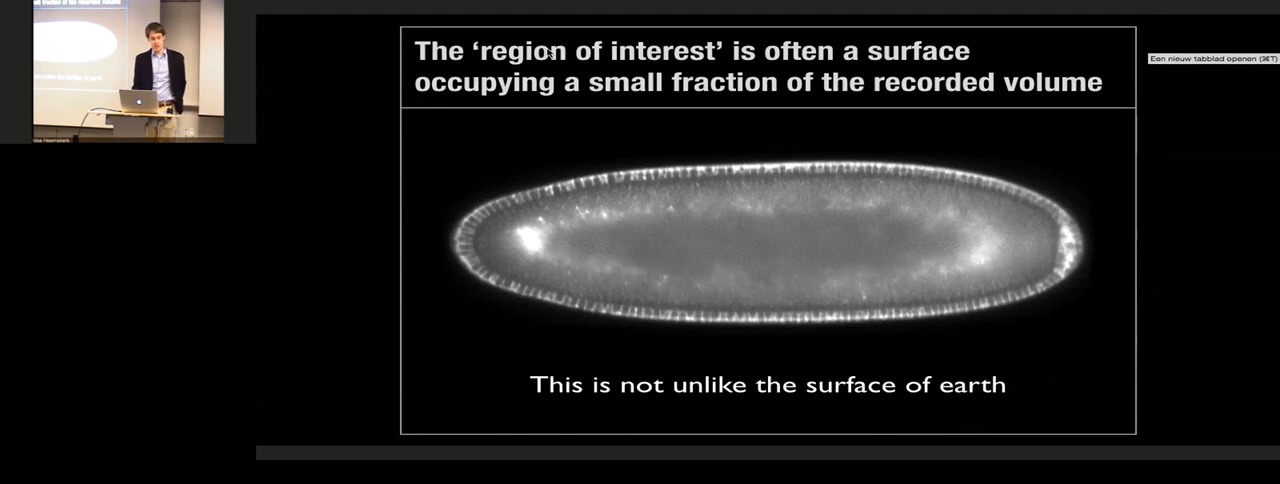 The ‘region of interest’ is often a surface
occupying a small fraction of the recorded volume
Een nieuw tabblad openen (⌘T)
This is not unlike the surface of earth